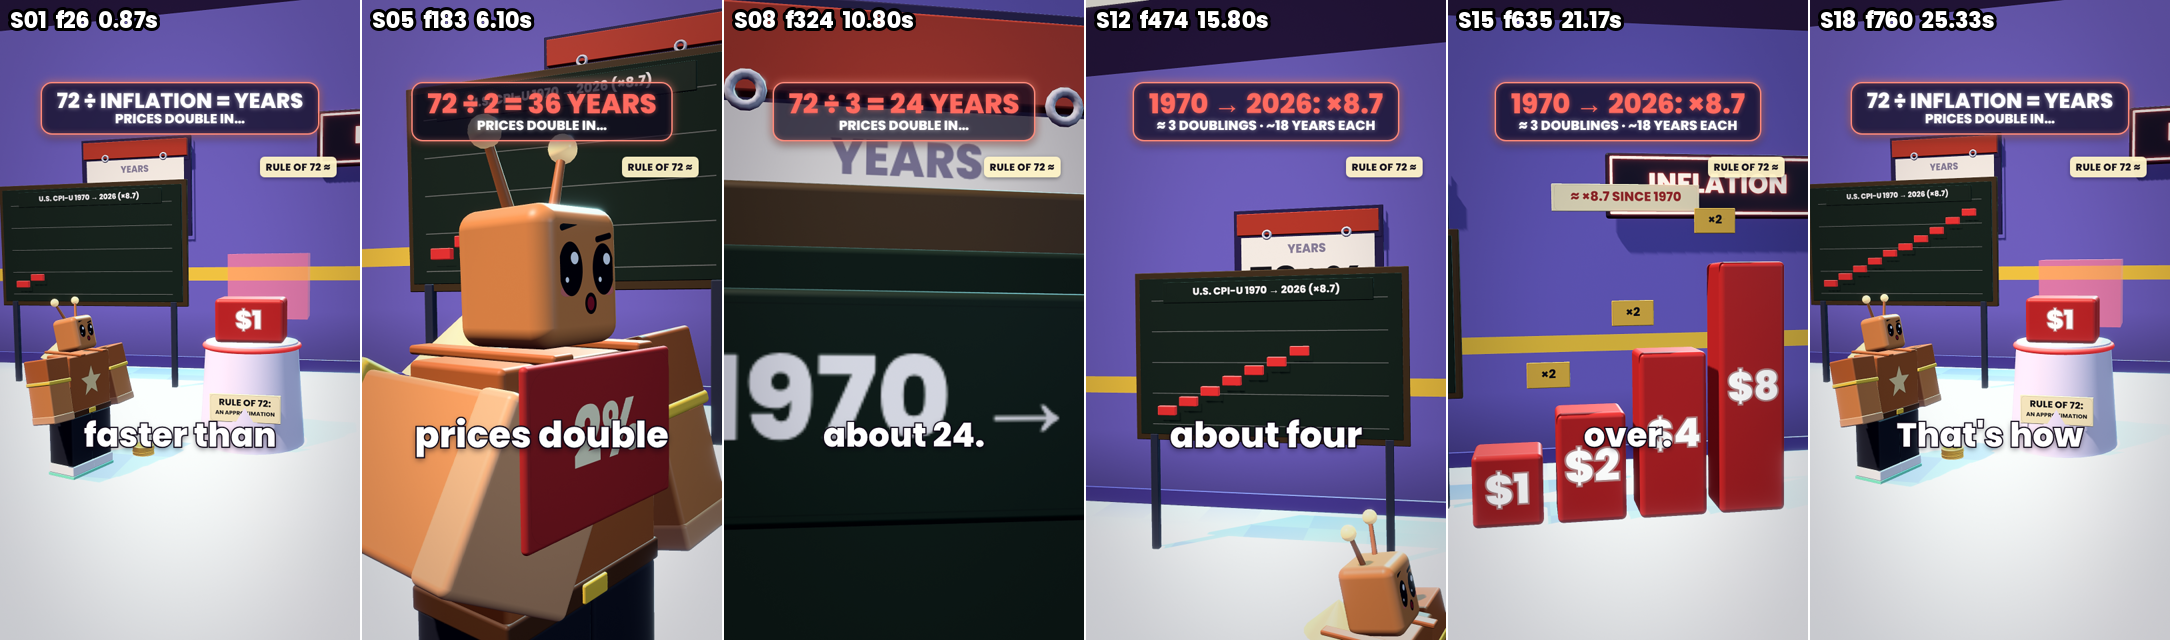 S01 f26 0.87s
72 ÷ INFLATION = YEARS
PRICES DOUBLE IN...
RULE OF 72 ≈
YEARS
U.S. CPI-U 1970 → 2026 (×8.7)
$1
RULE OF 72:
faster than
S05 f183 6.10s
72 ÷ 2 = 36 YEARS
PRICES DOUBLE IN...
RULE OF 72 ≈
2%
prices double
S08 f324 10.80s
72 ÷ 3 = 24 YEARS
PRICES DOUBLE IN...
YEARS
RULE OF 72 ≈
1970 →
about 24.
S12 f474 15.80s
1970 → 2026: ×8.7
≈ 3 DOUBLINGS · ~18 YEARS EACH
RULE OF 72 ≈
YEARS
U.S. CPI-U 1970 → 2026 (×8.7)
about four
S15 f635 21.17s
1970 → 2026: ×8.7
≈ 3 DOUBLINGS · ~18 YEARS EACH
RULE OF 72 ≈
INFLATION
≈ ×8.7 SINCE 1970
×2
×2
×2
$8
$4
$2
$1
over.
S18 f760 25.33s
72 ÷ INFLATION = YEARS
PRICES DOUBLE IN...
RULE OF 72 ≈
YEARS
U.S. CPI-U 1970 → 2026 (×8.7)
$1
RULE OF 72:
That's how